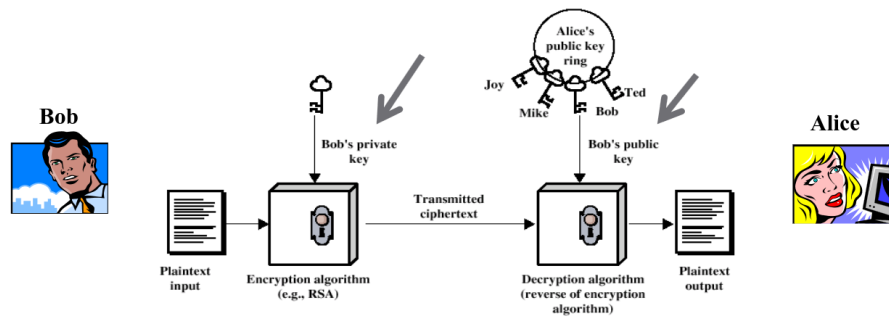 Alice's
public key
ring
Joy
Mike
Bob
Ted
Bob
Alice
Bob's private
key
Bob's public
key
Transmitted
ciphertext
Plaintext
input
Encryption algorithm
(e.g., RSA)
Decryption algorithm
(reverse of encryption
algorithm)
Plaintext
output